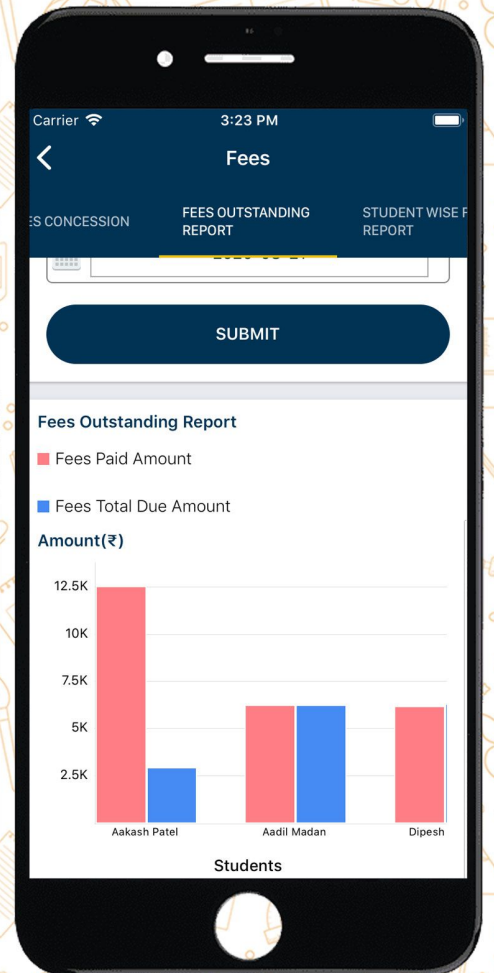 Carrier
3:23 PM
Fees
ES CONCESSION
FEES OUTSTANDING
REPORT
STUDENT WISE F
REPORT
SUBMIT
Fees Outstanding Report
Fees Paid Amount
Fees Total Due Amount
Amount(₹)
12.5K
10K
7.5K
5K
2.5K
Aakash Patel
Aadil Madan
Dipesh
Students